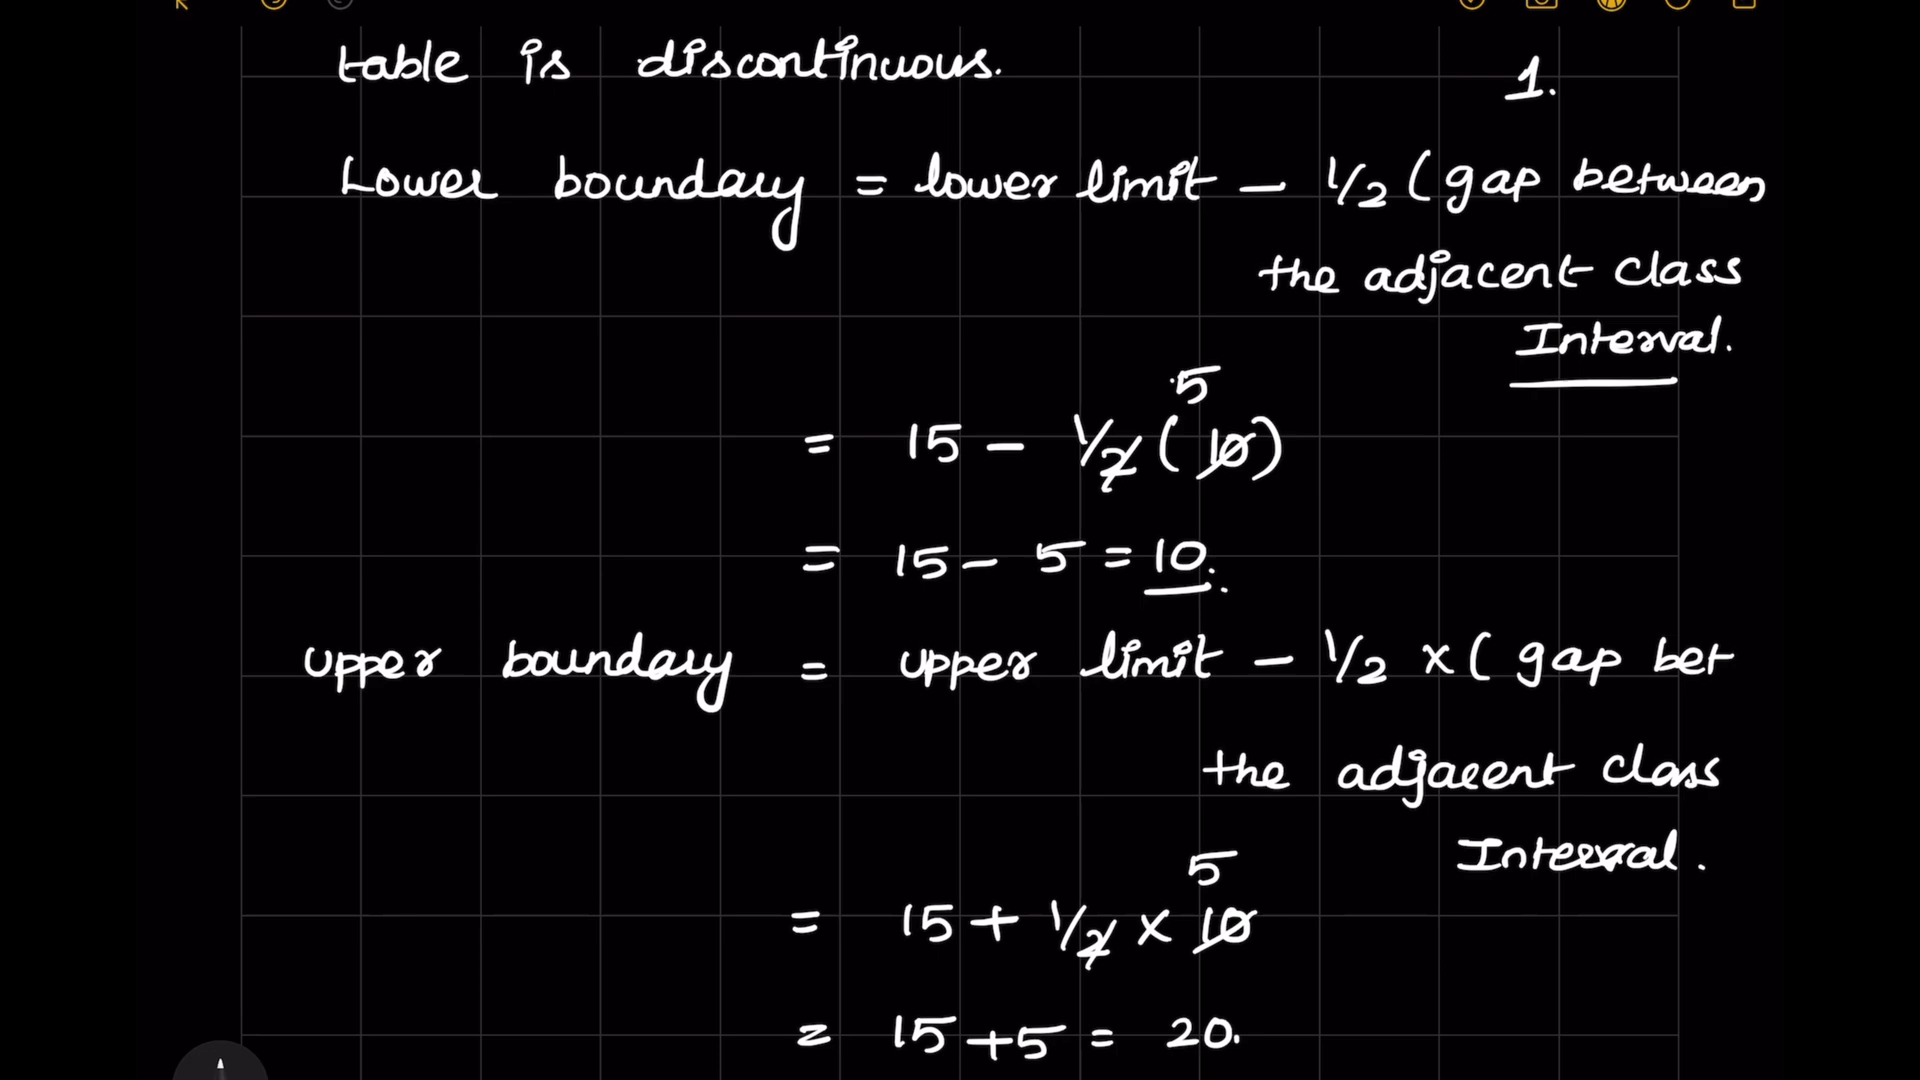 table is discontinuous.
1.
Lower boundary = lower limit - 1/2 (gap between
the adjacent class
Interval.
5
= 15 - 1/2 (10)
= 15 - 5 = 10.
Upper boundary = upper limit - 1/2 x ( gap bet
the adjacent class
Interval.
5
= 15 + 1/2 x 10
= 15 + 5 = 20.